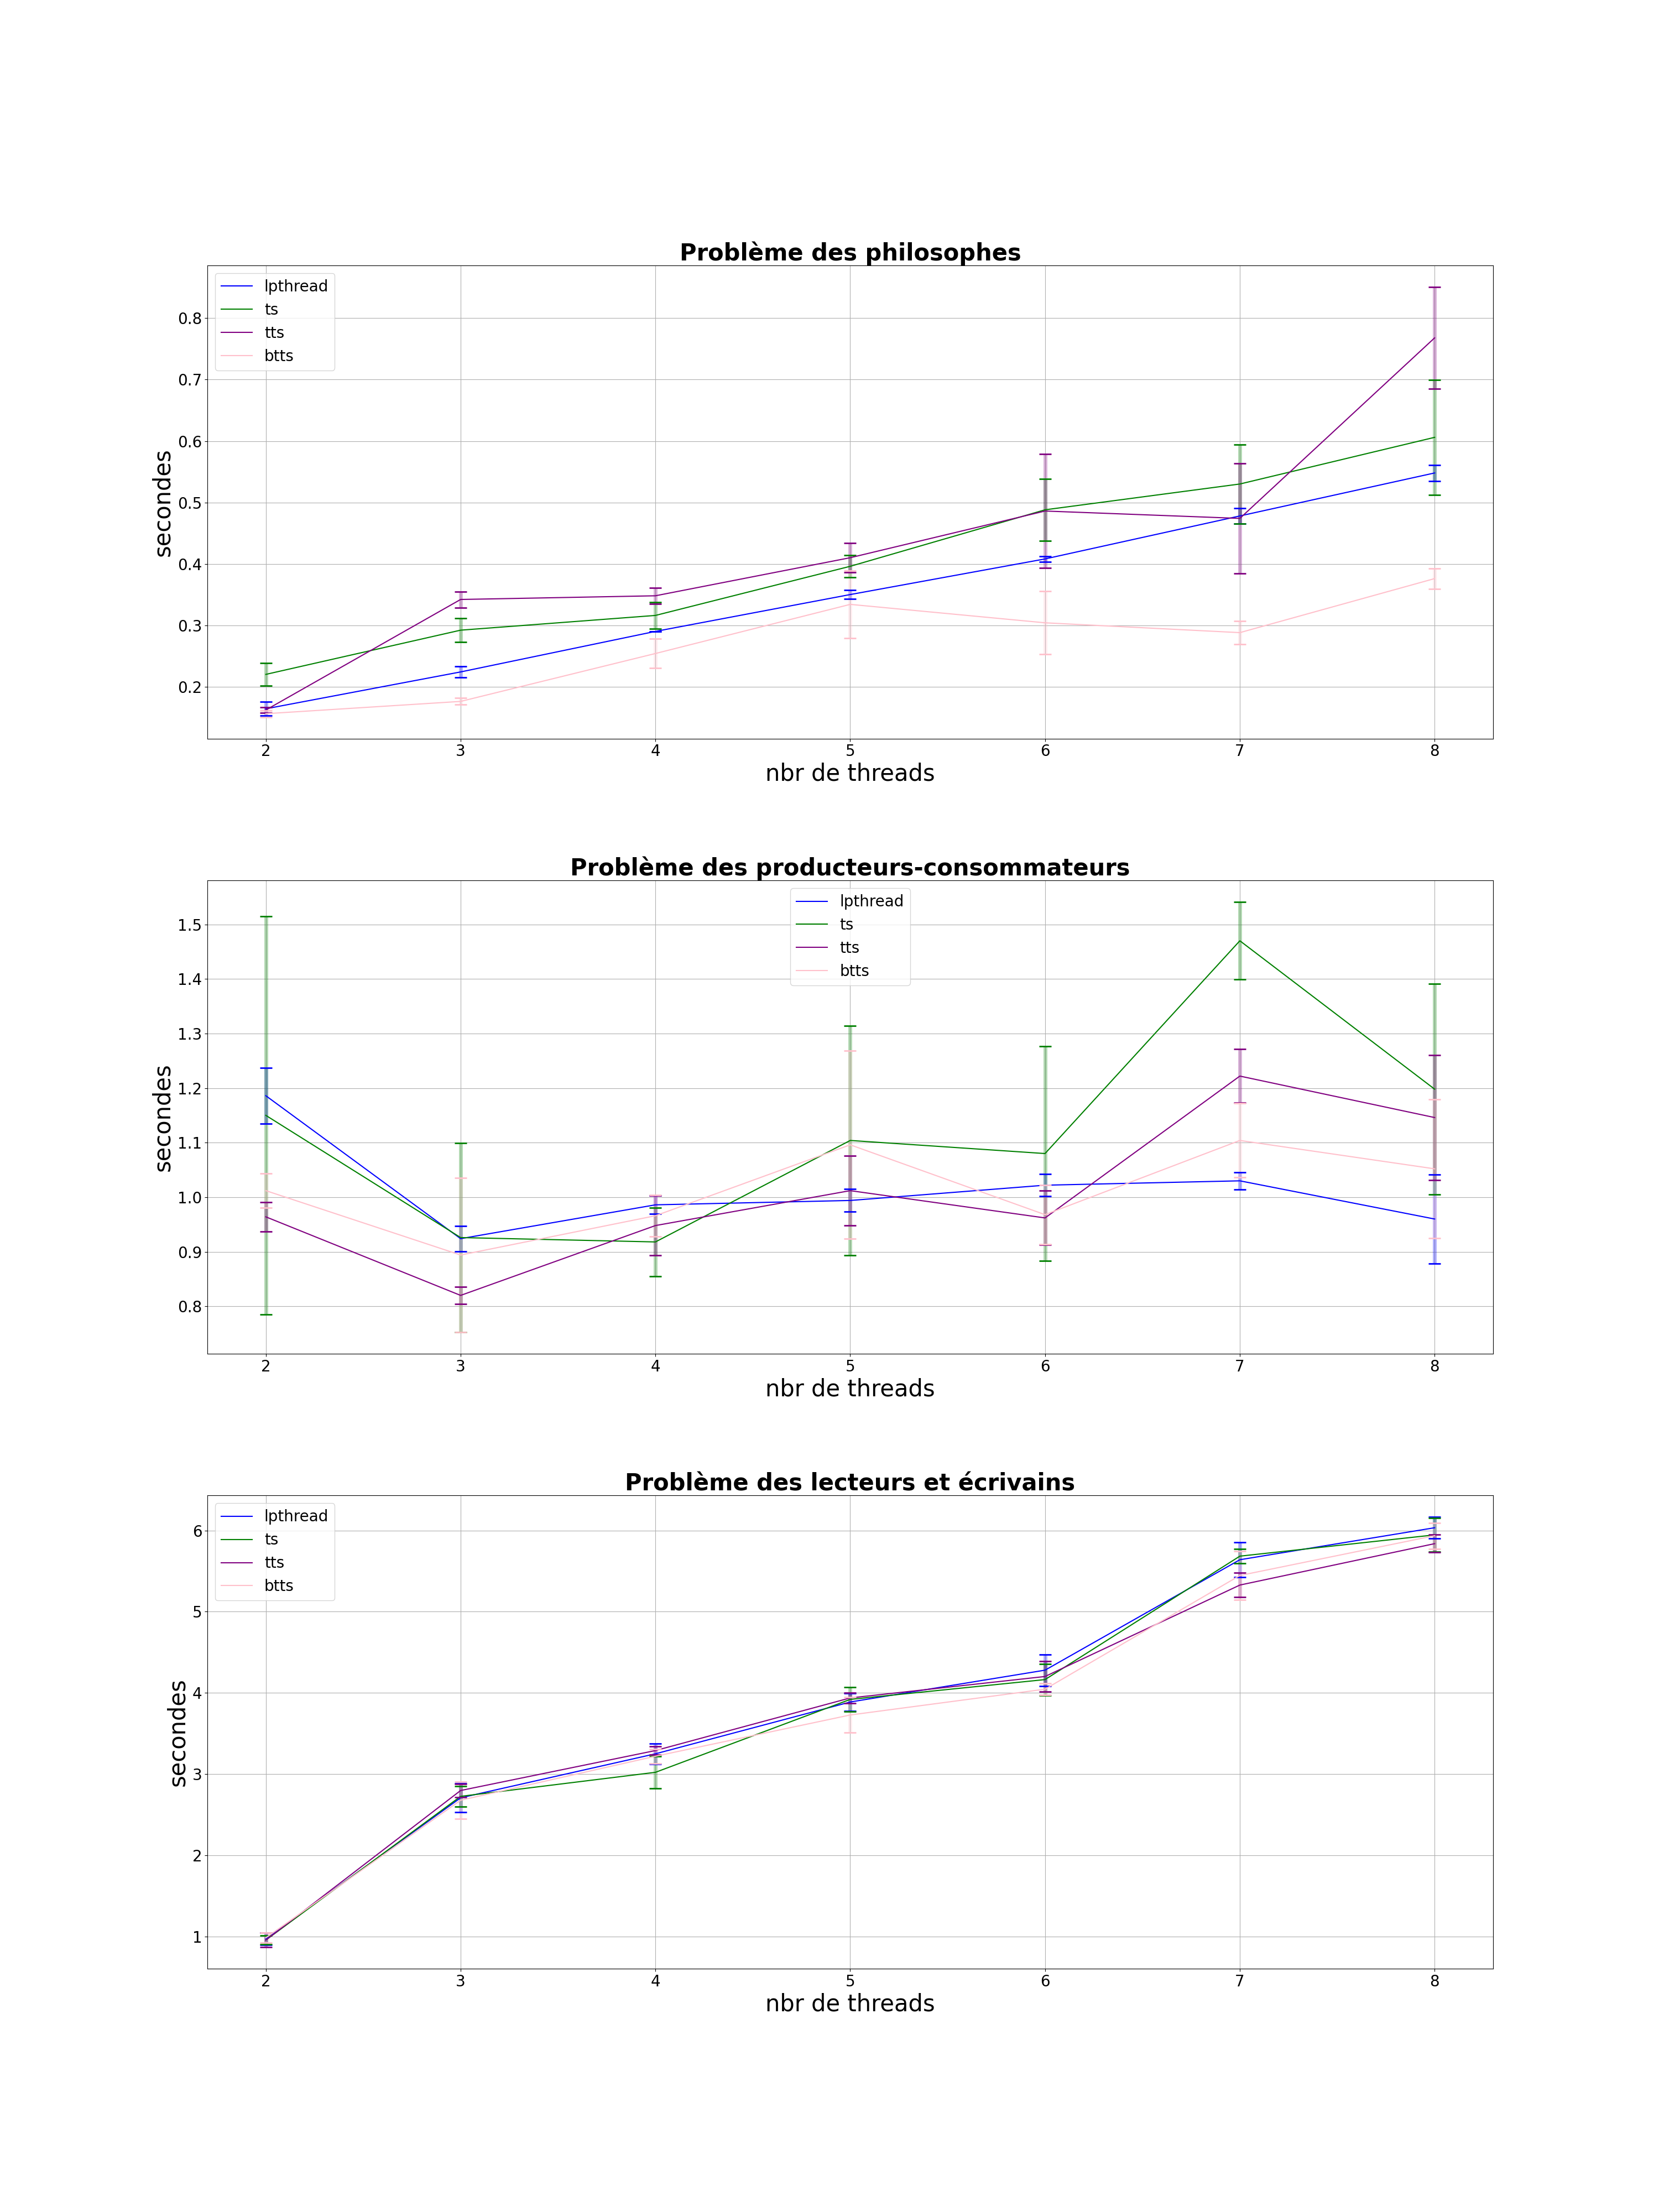 Problème des philosophes
lpthread
ts
tts
btts
0.8
0.7
0.6
0.5
0.4
0.3
0.2
secondes
2 3 4 5 6 7 8
nbr de threads
Problème des producteurs-consommateurs
lpthread
ts
tts
btts
1.5
1.4
1.3
1.2
1.1
1.0
0.9
0.8
secondes
2 3 4 5 6 7 8
nbr de threads
Problème des lecteurs et écrivains
lpthread
ts
tts
btts
6
5
4
3
2
1
secondes
2 3 4 5 6 7 8
nbr de threads